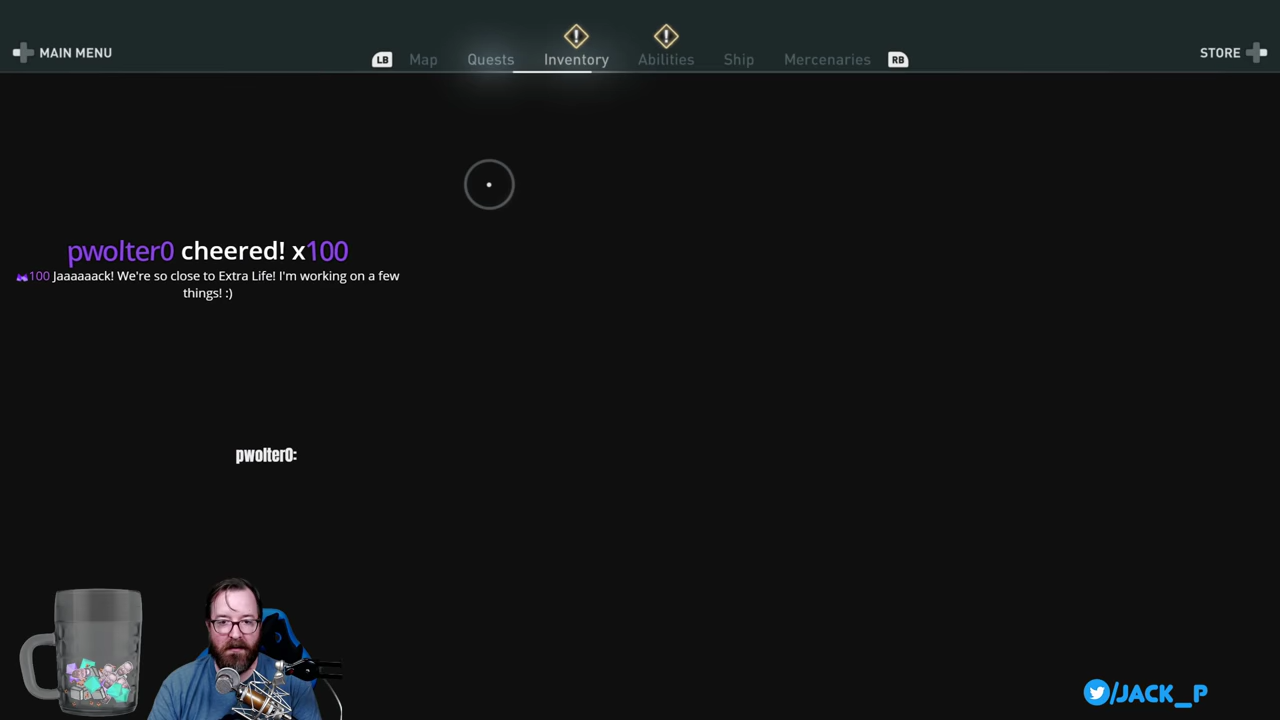 MAIN MENU
LB Map Quests Inventory Abilities Ship Mercenaries RB
STORE
pwolter0 cheered! x100
100 Jaaaaaack! We're so close to Extra Life! I'm working on a few
things! :)
pwolter0:
/JACK_P